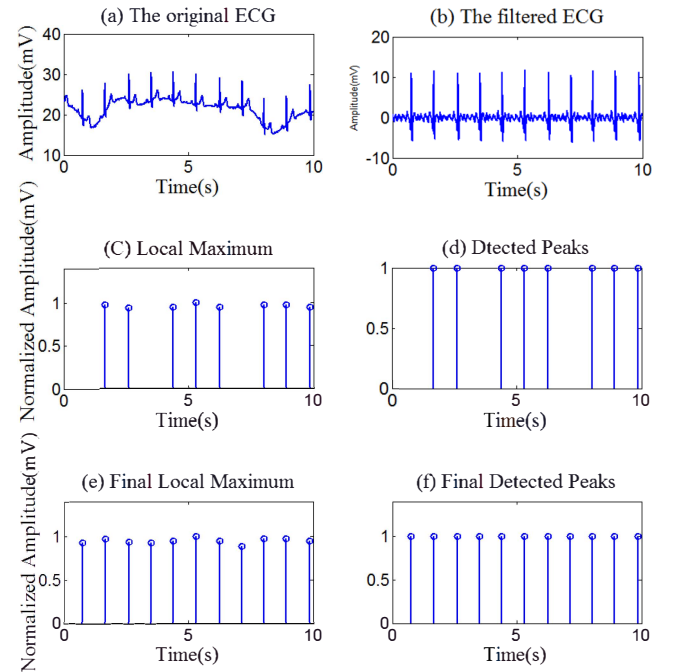 (a) The original ECG
Amplitude(mV)
40
30
20
10
0
5
10
Time(s)
(b) The filtered ECG
Amplitude(mV)
20
10
0
-10
0
5
10
Time(s)
(C) Local Maximum
Normalized Amplitude(mV)
1
0.5
0
0
5
10
Time(s)
(d) Dtected Peaks
1
0.5
0
0
5
10
Time(s)
(e) Final Local Maximum
Normalized Amplitude(mV)
1
0.5
0
0
5
10
Time(s)
(f) Final Detected Peaks
1
0.5
0
0
5
10
Time(s)